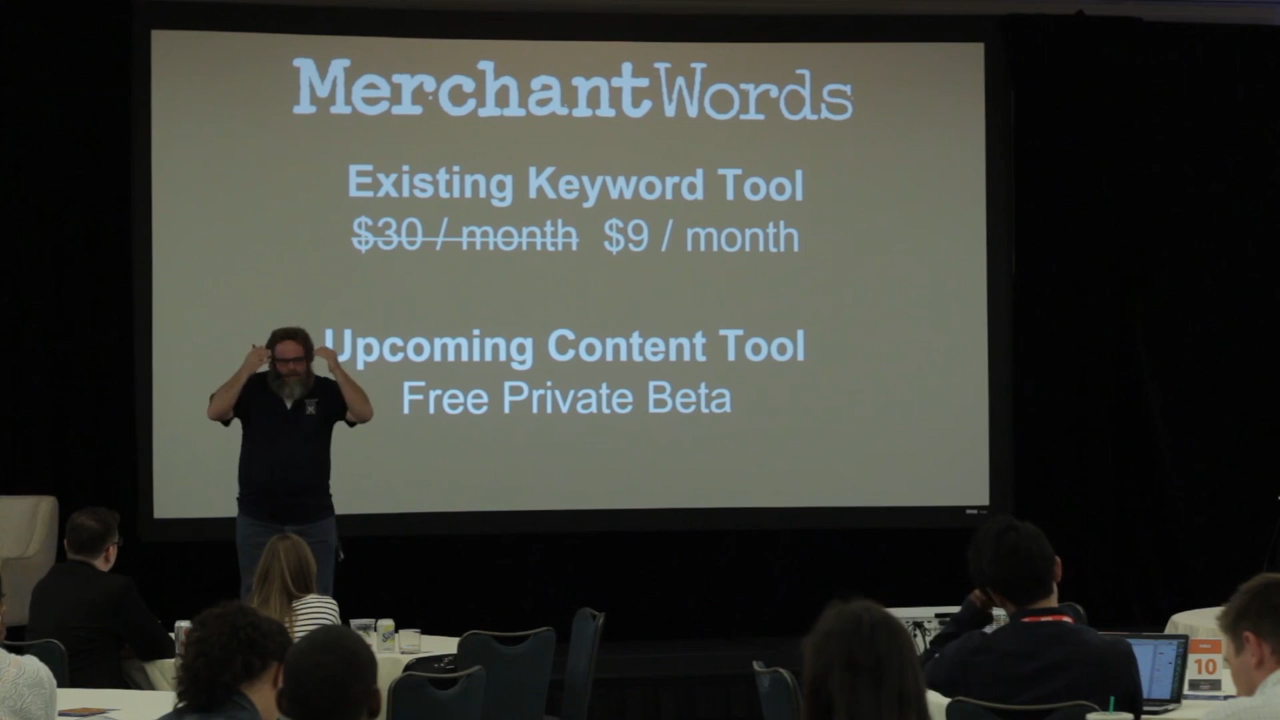 MerchantWords
Existing Keyword Tool
$30 / month $9 / month
Upcoming Content Tool
Free Private Beta
10